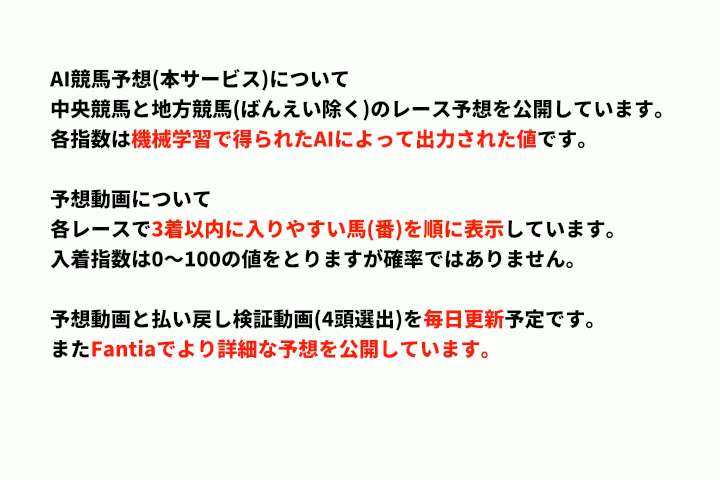 AI競馬予想(本サービス)について
中央競馬と地方競馬(ばんえい除く)のレース予想を公開しています。
各指数は機械学習で得られたAIによって出力された値です。
予想動画について
各レースで3着以内に入りやすい馬(番)を順に表示しています。
入着指数は0～100の値をとりますが確率ではありません。
予想動画と払い戻し検証動画(4頭選出)を毎日更新予定です。
またFantiaでより詳細な予想を公開しています。